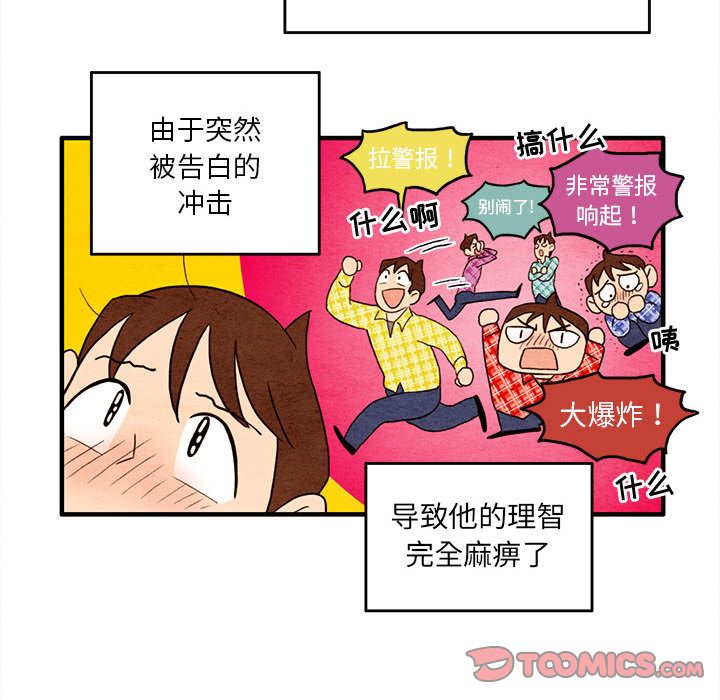 由于突然
被告白的
冲击
拉警报！
搞什么
非常警报
响起！
别闹了!
什么啊
咦
大爆炸！
什么
导致他的理智
完全麻痹了
TOOMICS.COM